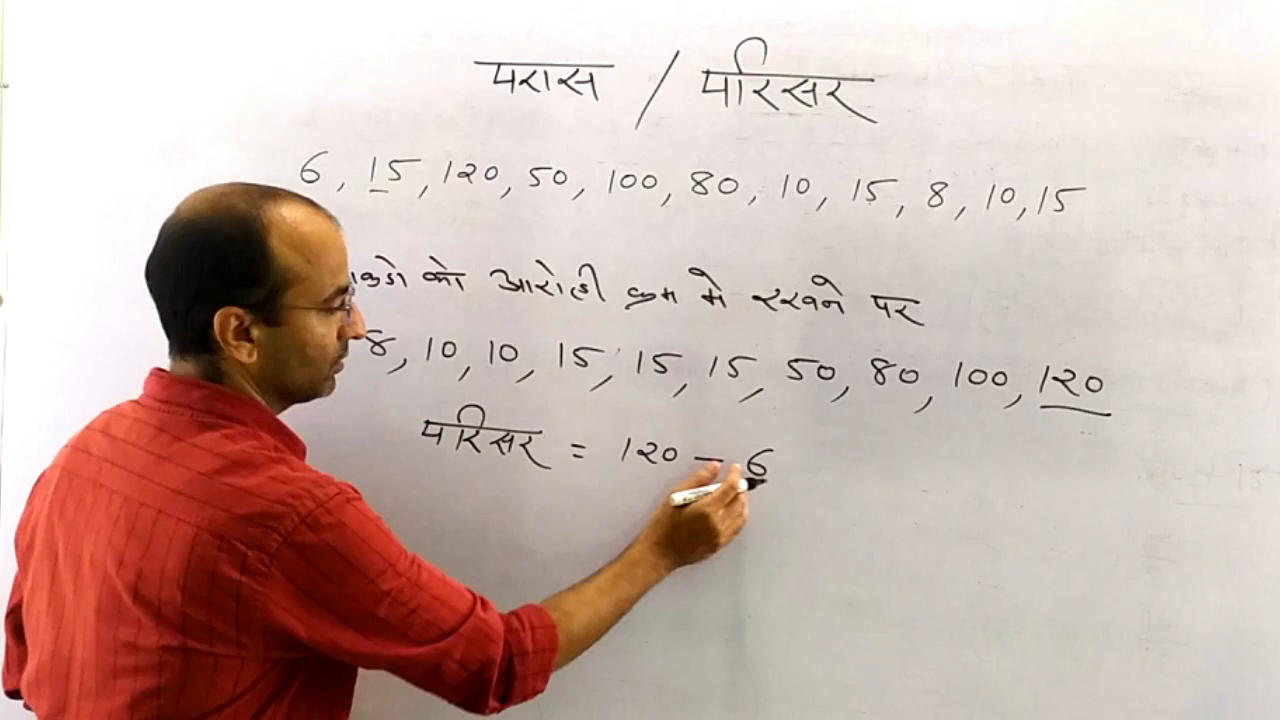 परास / परिसर
6, 15, 120, 50, 100, 80, 10, 15, 8, 10, 15
को आरोही क्रम मे रखने पर
8, 10, 10, 15, 15, 15, 50, 80, 100, 120
परिसर = 120 - 6